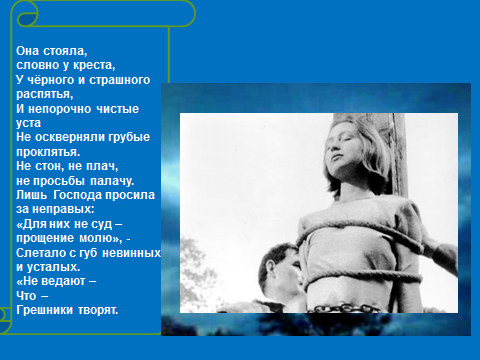 Она стояла,
словно у креста,
У чёрного и страшного
распятья,
И непорочно чистые
уста
Не оскверняли грубые
проклятья.
Не стон, не плач,
не просьбы палачу.
Лишь Господа просила
за неправых:
«Для них не суд –
прощение молю», -
Слетало с губ невинных
и усталых.
«Не ведают –
Что –
Грешники творят.